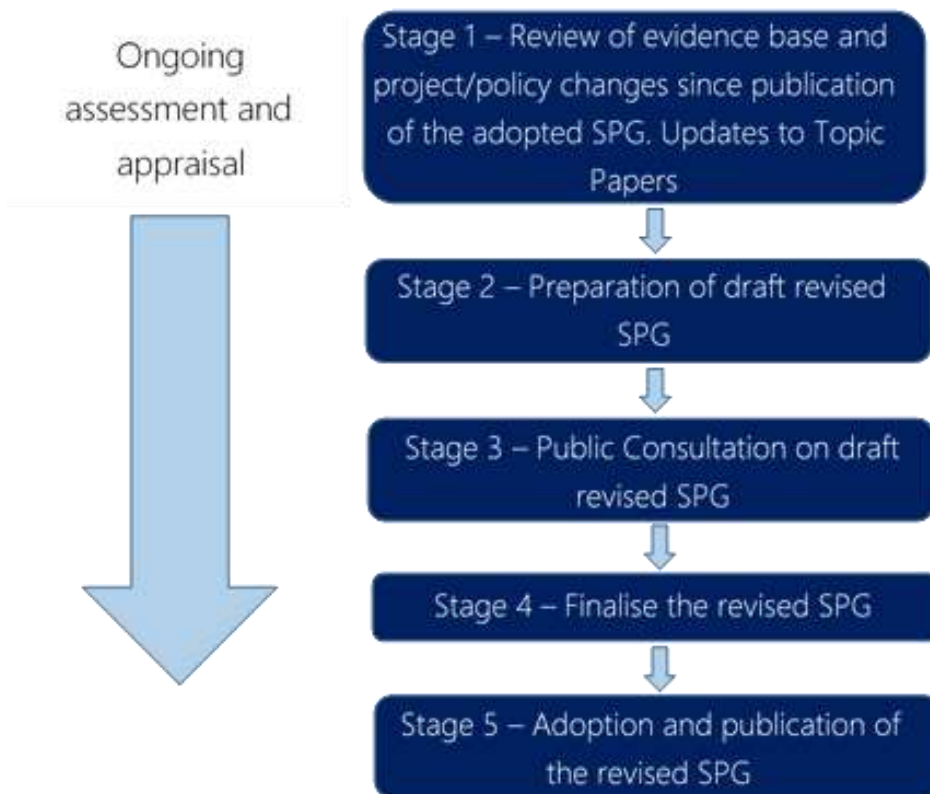 Ongoing
assessment and
appraisal
Stage 1 – Review of evidence base and
project/policy changes since publication
of the adopted SPG. Updates to Topic
Papers
Stage 2 – Preparation of draft revised
SPG
Stage 3 – Public Consultation on draft
revised SPG
Stage 4 – Finalise the revised SPG
Stage 5 – Adoption and publication of
the revised SPG